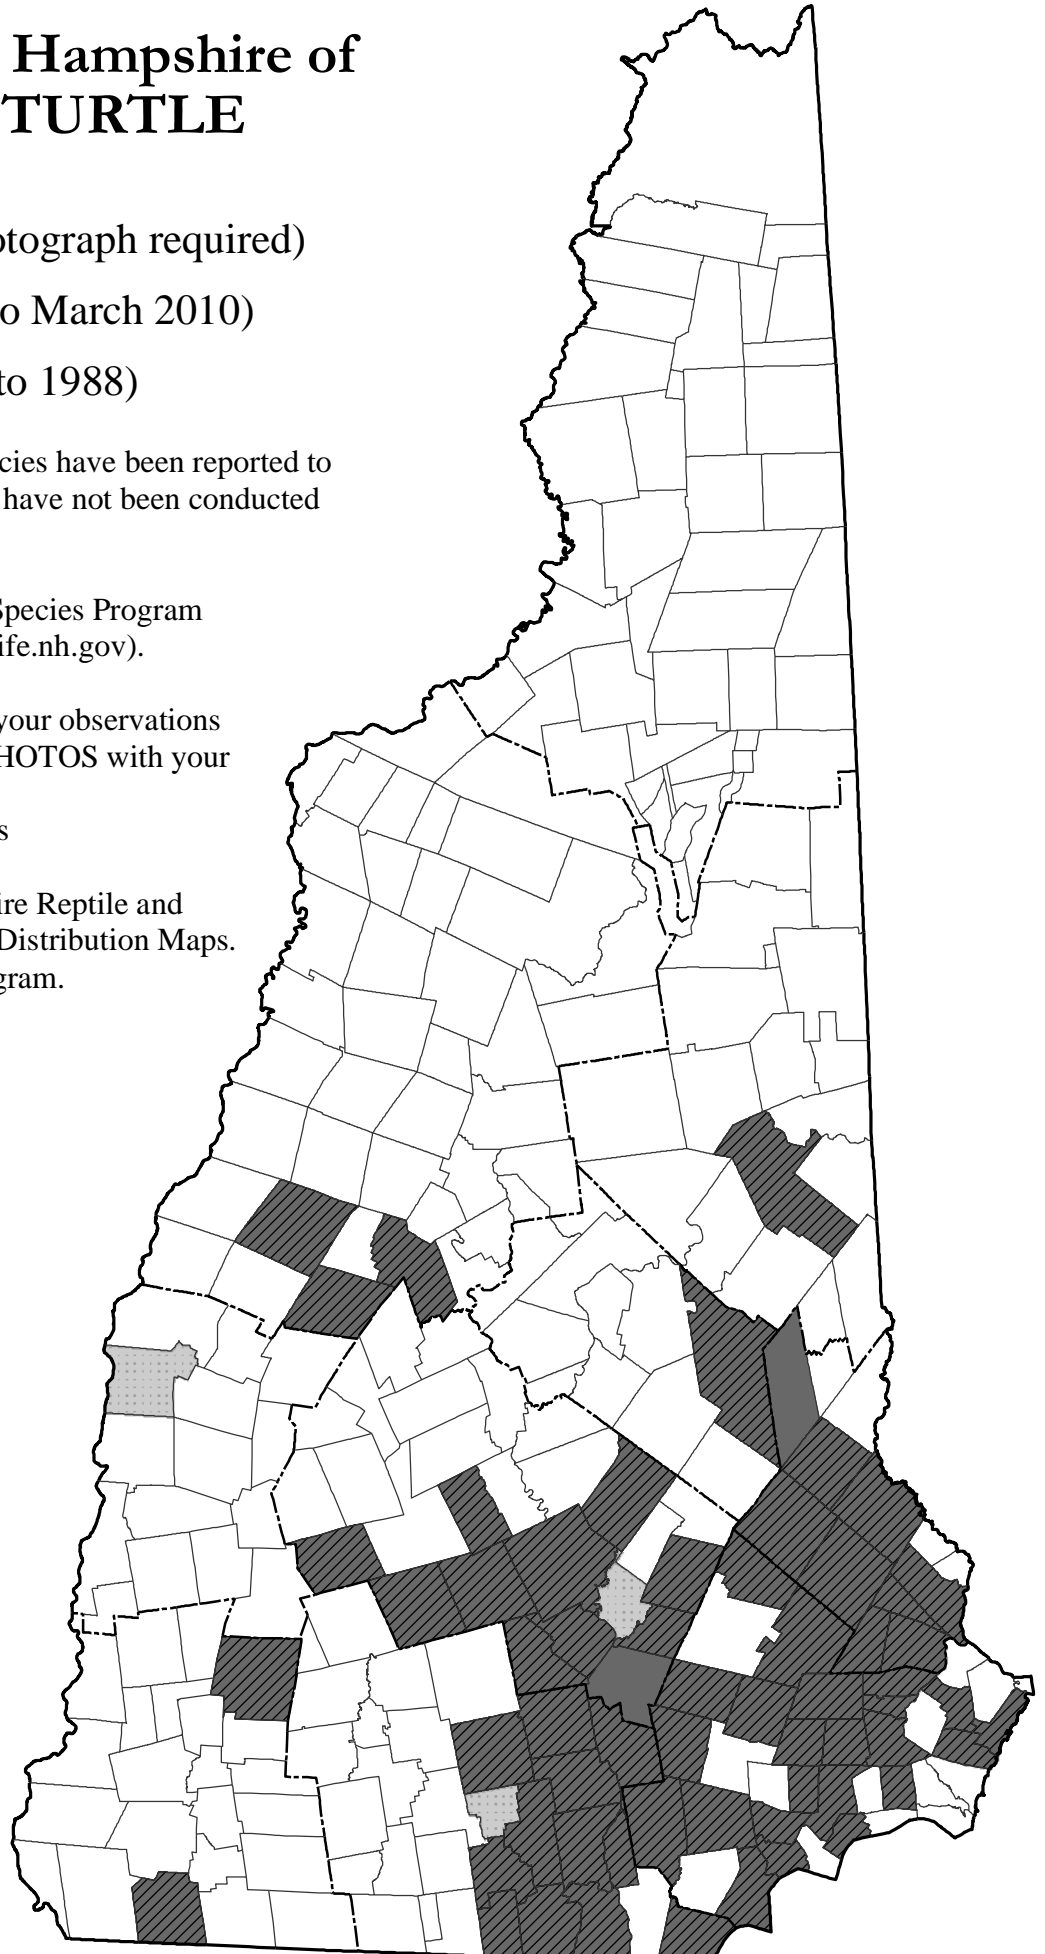 Hampshire of
TURTLE
otograph required)
o March 2010)
to 1988)
cies have been reported to
have not been conducted
Species Program
ife.nh.gov).
your observations
HOTOS with your
s
ire Reptile and
Distribution Maps.
gram.